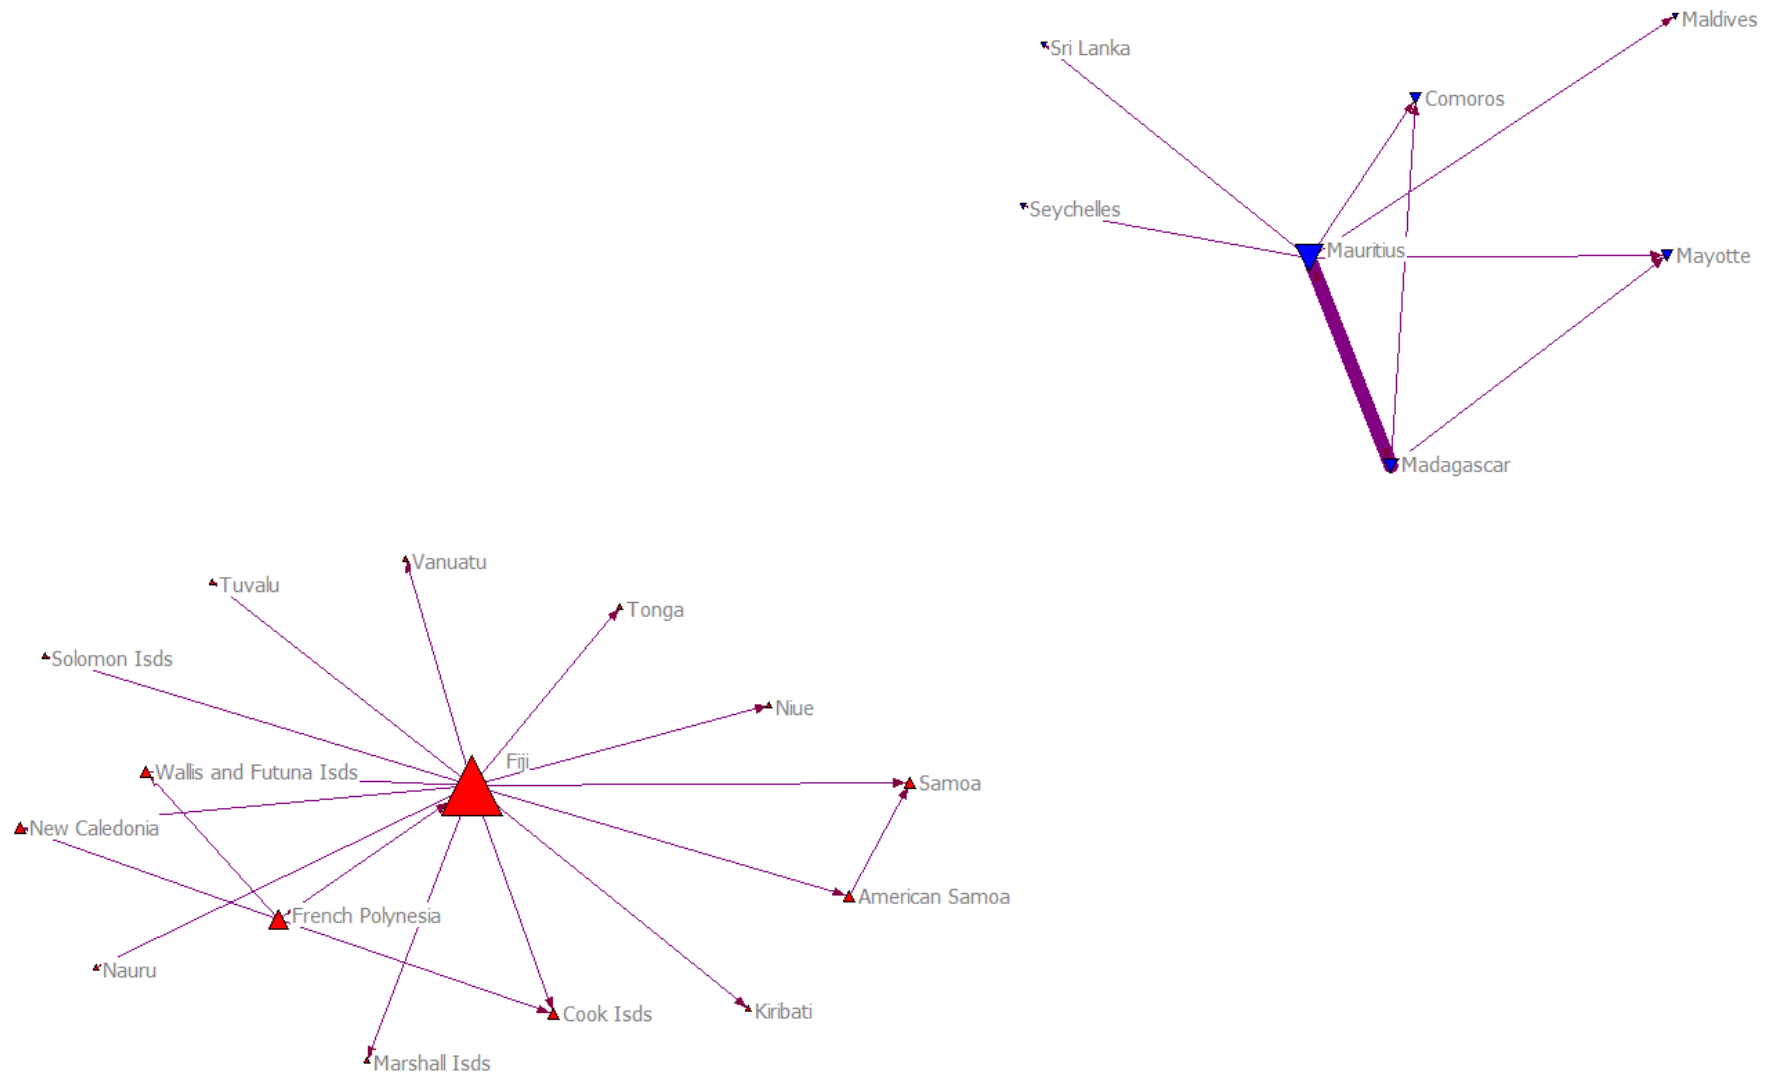 Maldives
Sri Lanka
Comoros
Seychelles
Mauritius
Mayotte
Madagascar
Vanuatu
Tuvalu
Tonga
Solomon Isds
Niue
Fiji
Wallis and Futuna Isds
Samoa
New Caledonia
American Samoa
French Polynesia
Nauru
Kiribati
Cook Isds
Marshall Isds